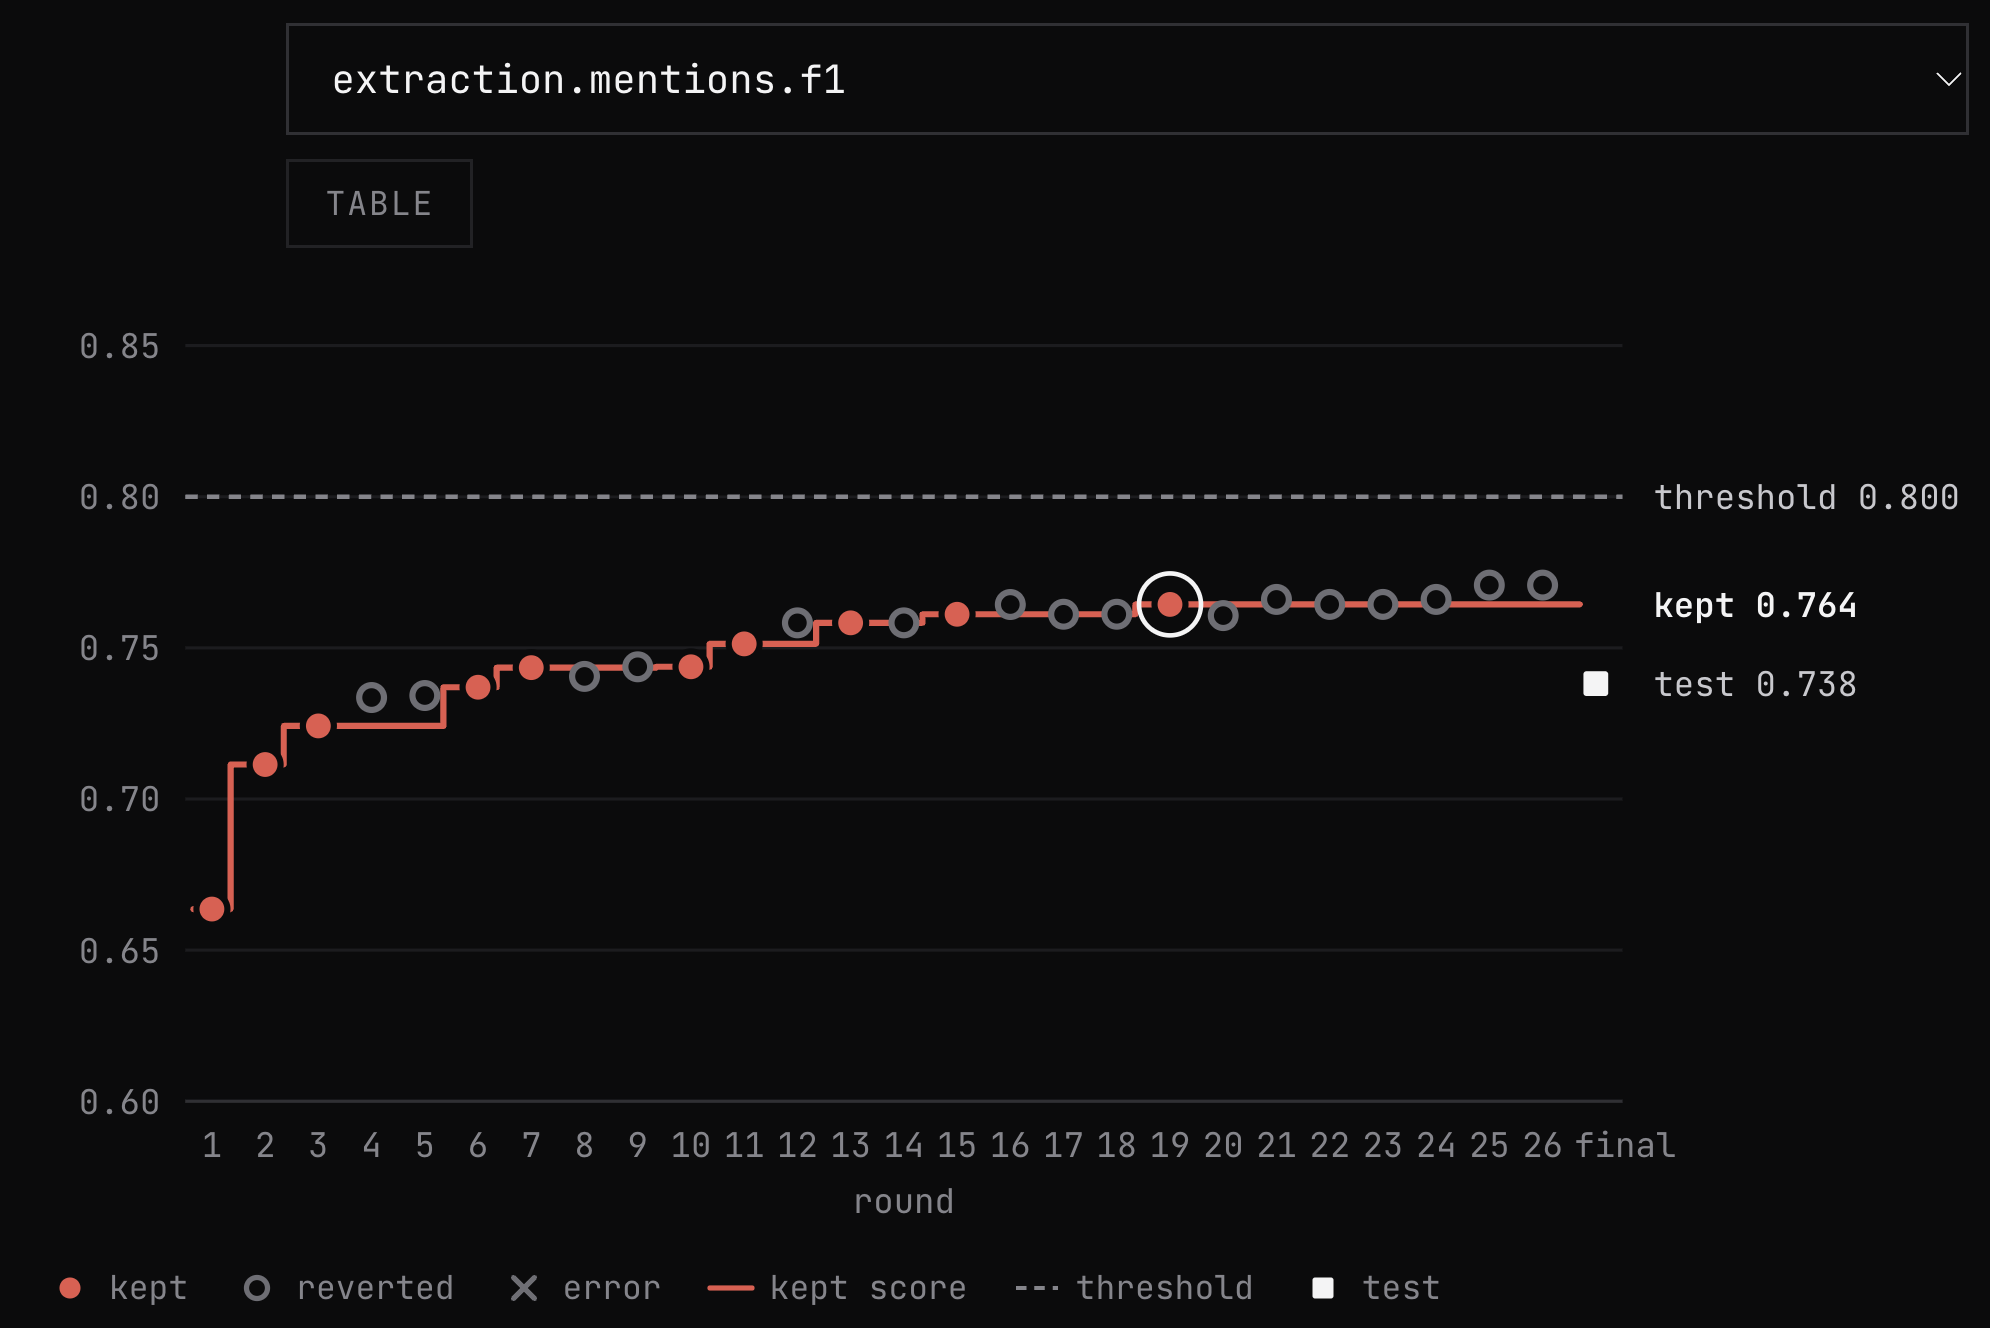 extraction.mentions.f1
TABLE
0.85
0.80
threshold 0.800
kept 0.764
0.75
test 0.738
0.70
0.65
0.60
1 2 3 4 5 6 7 8 9 10 11 12 13 14 15 16 17 18 19 20 21 22 23 24 25 26 final
round
kept reverted error kept score threshold test